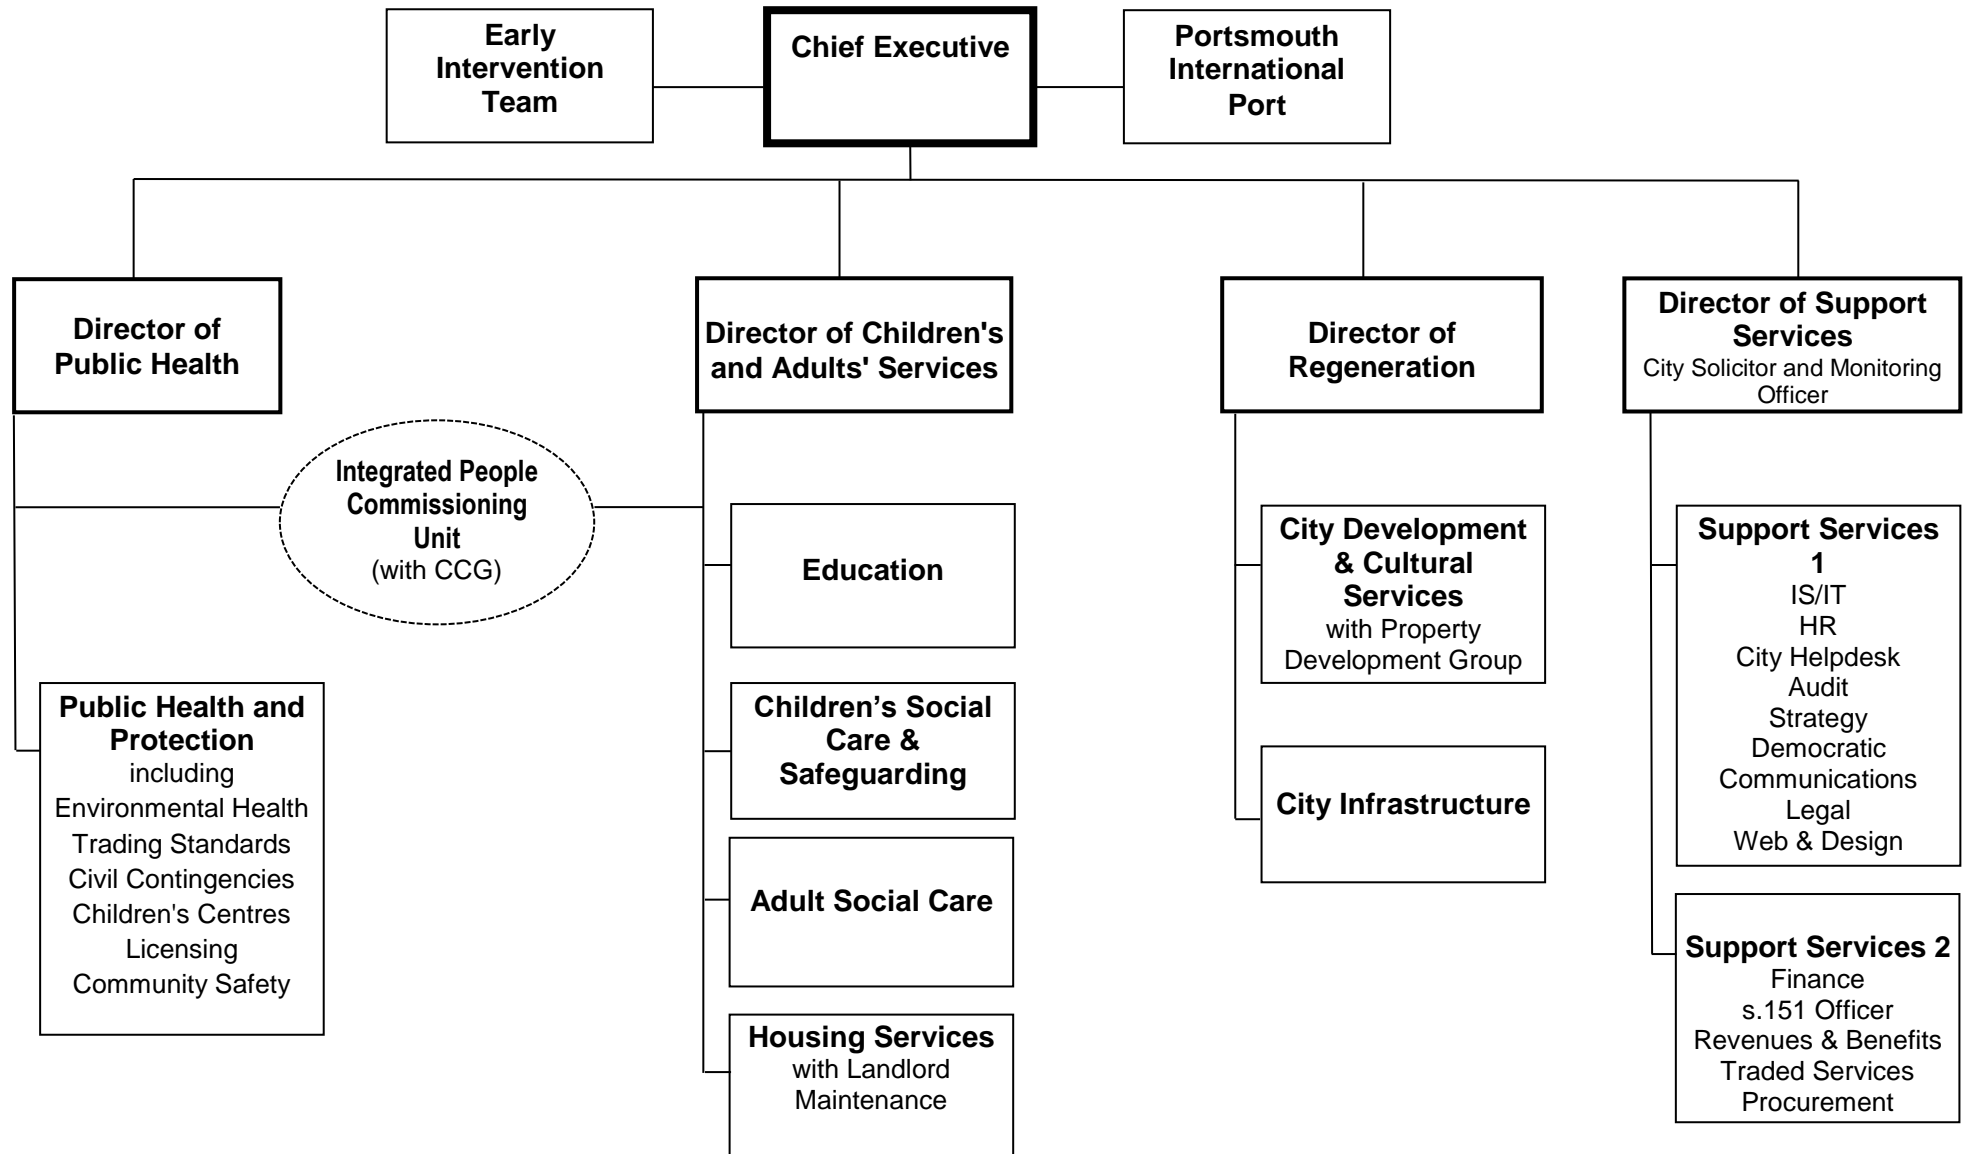 Early
Intervention
Team
Chief Executive
Portsmouth
International
Port
Director of
Public Health
Director of Children's
and Adults' Services
Director of
Regeneration
Director of Support
Services
City Solicitor and Monitoring
Officer
Integrated People
Commissioning
Unit
(with CCG)
Public Health and
Protection
including
Environmental Health
Trading Standards
Civil Contingencies
Children's Centres
Licensing
Community Safety
Education
Children’s Social
Care &
Safeguarding
Adult Social Care
Housing Services
with Landlord
Maintenance
City Development
& Cultural
Services
with Property
Development Group
City Infrastructure
Support Services
1
IS/IT
HR
City Helpdesk
Audit
Strategy
Democratic
Communications
Legal
Web & Design
Support Services 2
Finance
s.151 Officer
Revenues & Benefits
Traded Services
Procurement